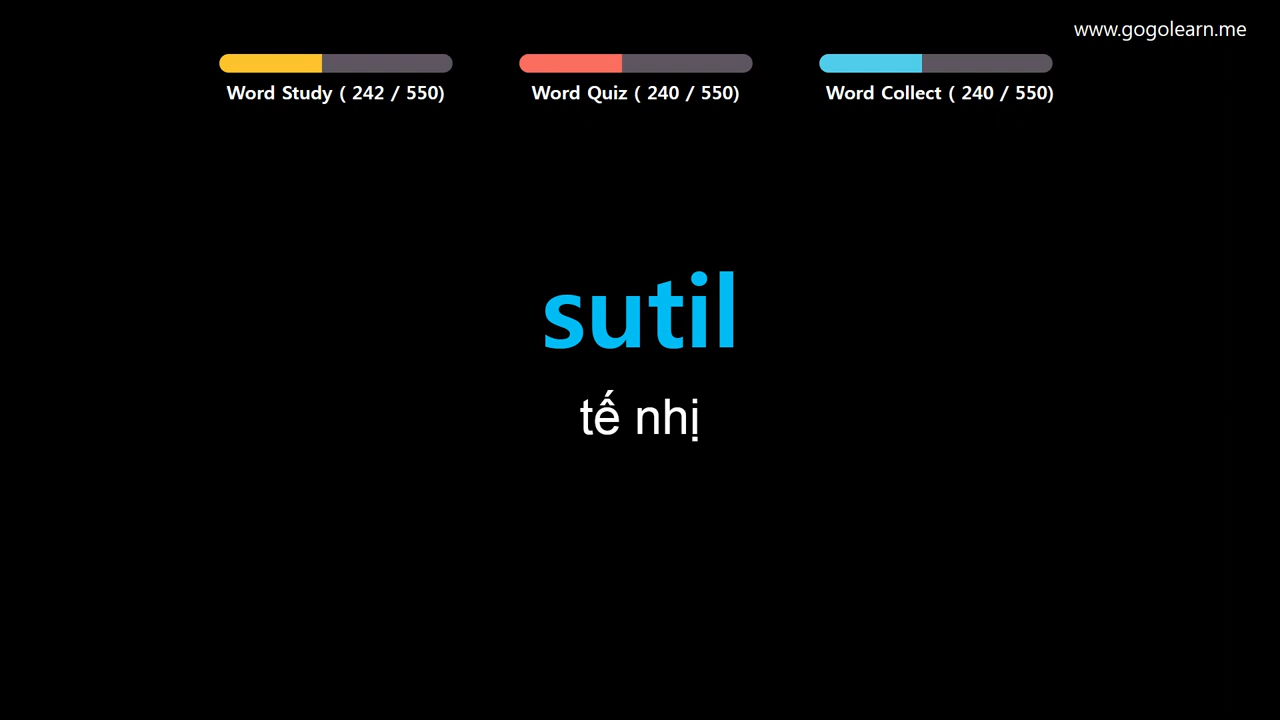 www.gogolearn.me
Word Study ( 242 / 550)
Word Quiz ( 240 / 550)
Word Collect ( 240 / 550)
sutil
tế nhị